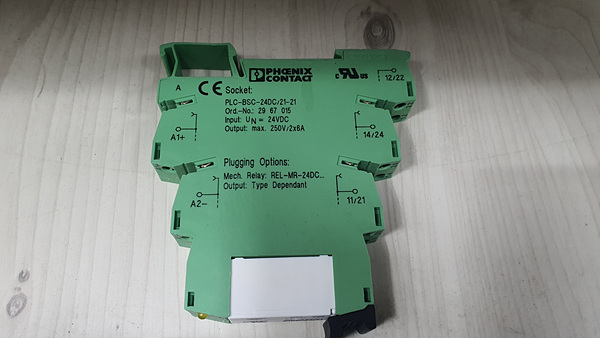 PHŒNIX
CONTACT
c RU us
12/22
A
CE Socket:
PLC-BSC-24DC/21-21
Ord.-No.: 29 67 015
Input: UN = 24VDC
Output: max. 250V/2x6A
A1+
14/24
Plugging Options:
Mech. Relay: REL-MR-24DC...
Output: Type Dependant
A2-
11/21